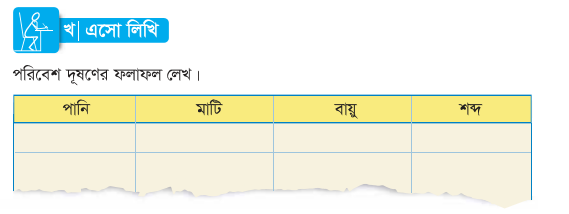 খ| এসো লিখি
পরিবেশ দূষণের ফলাফল লেখ।
পানি মাটি বায়ু শব্দ